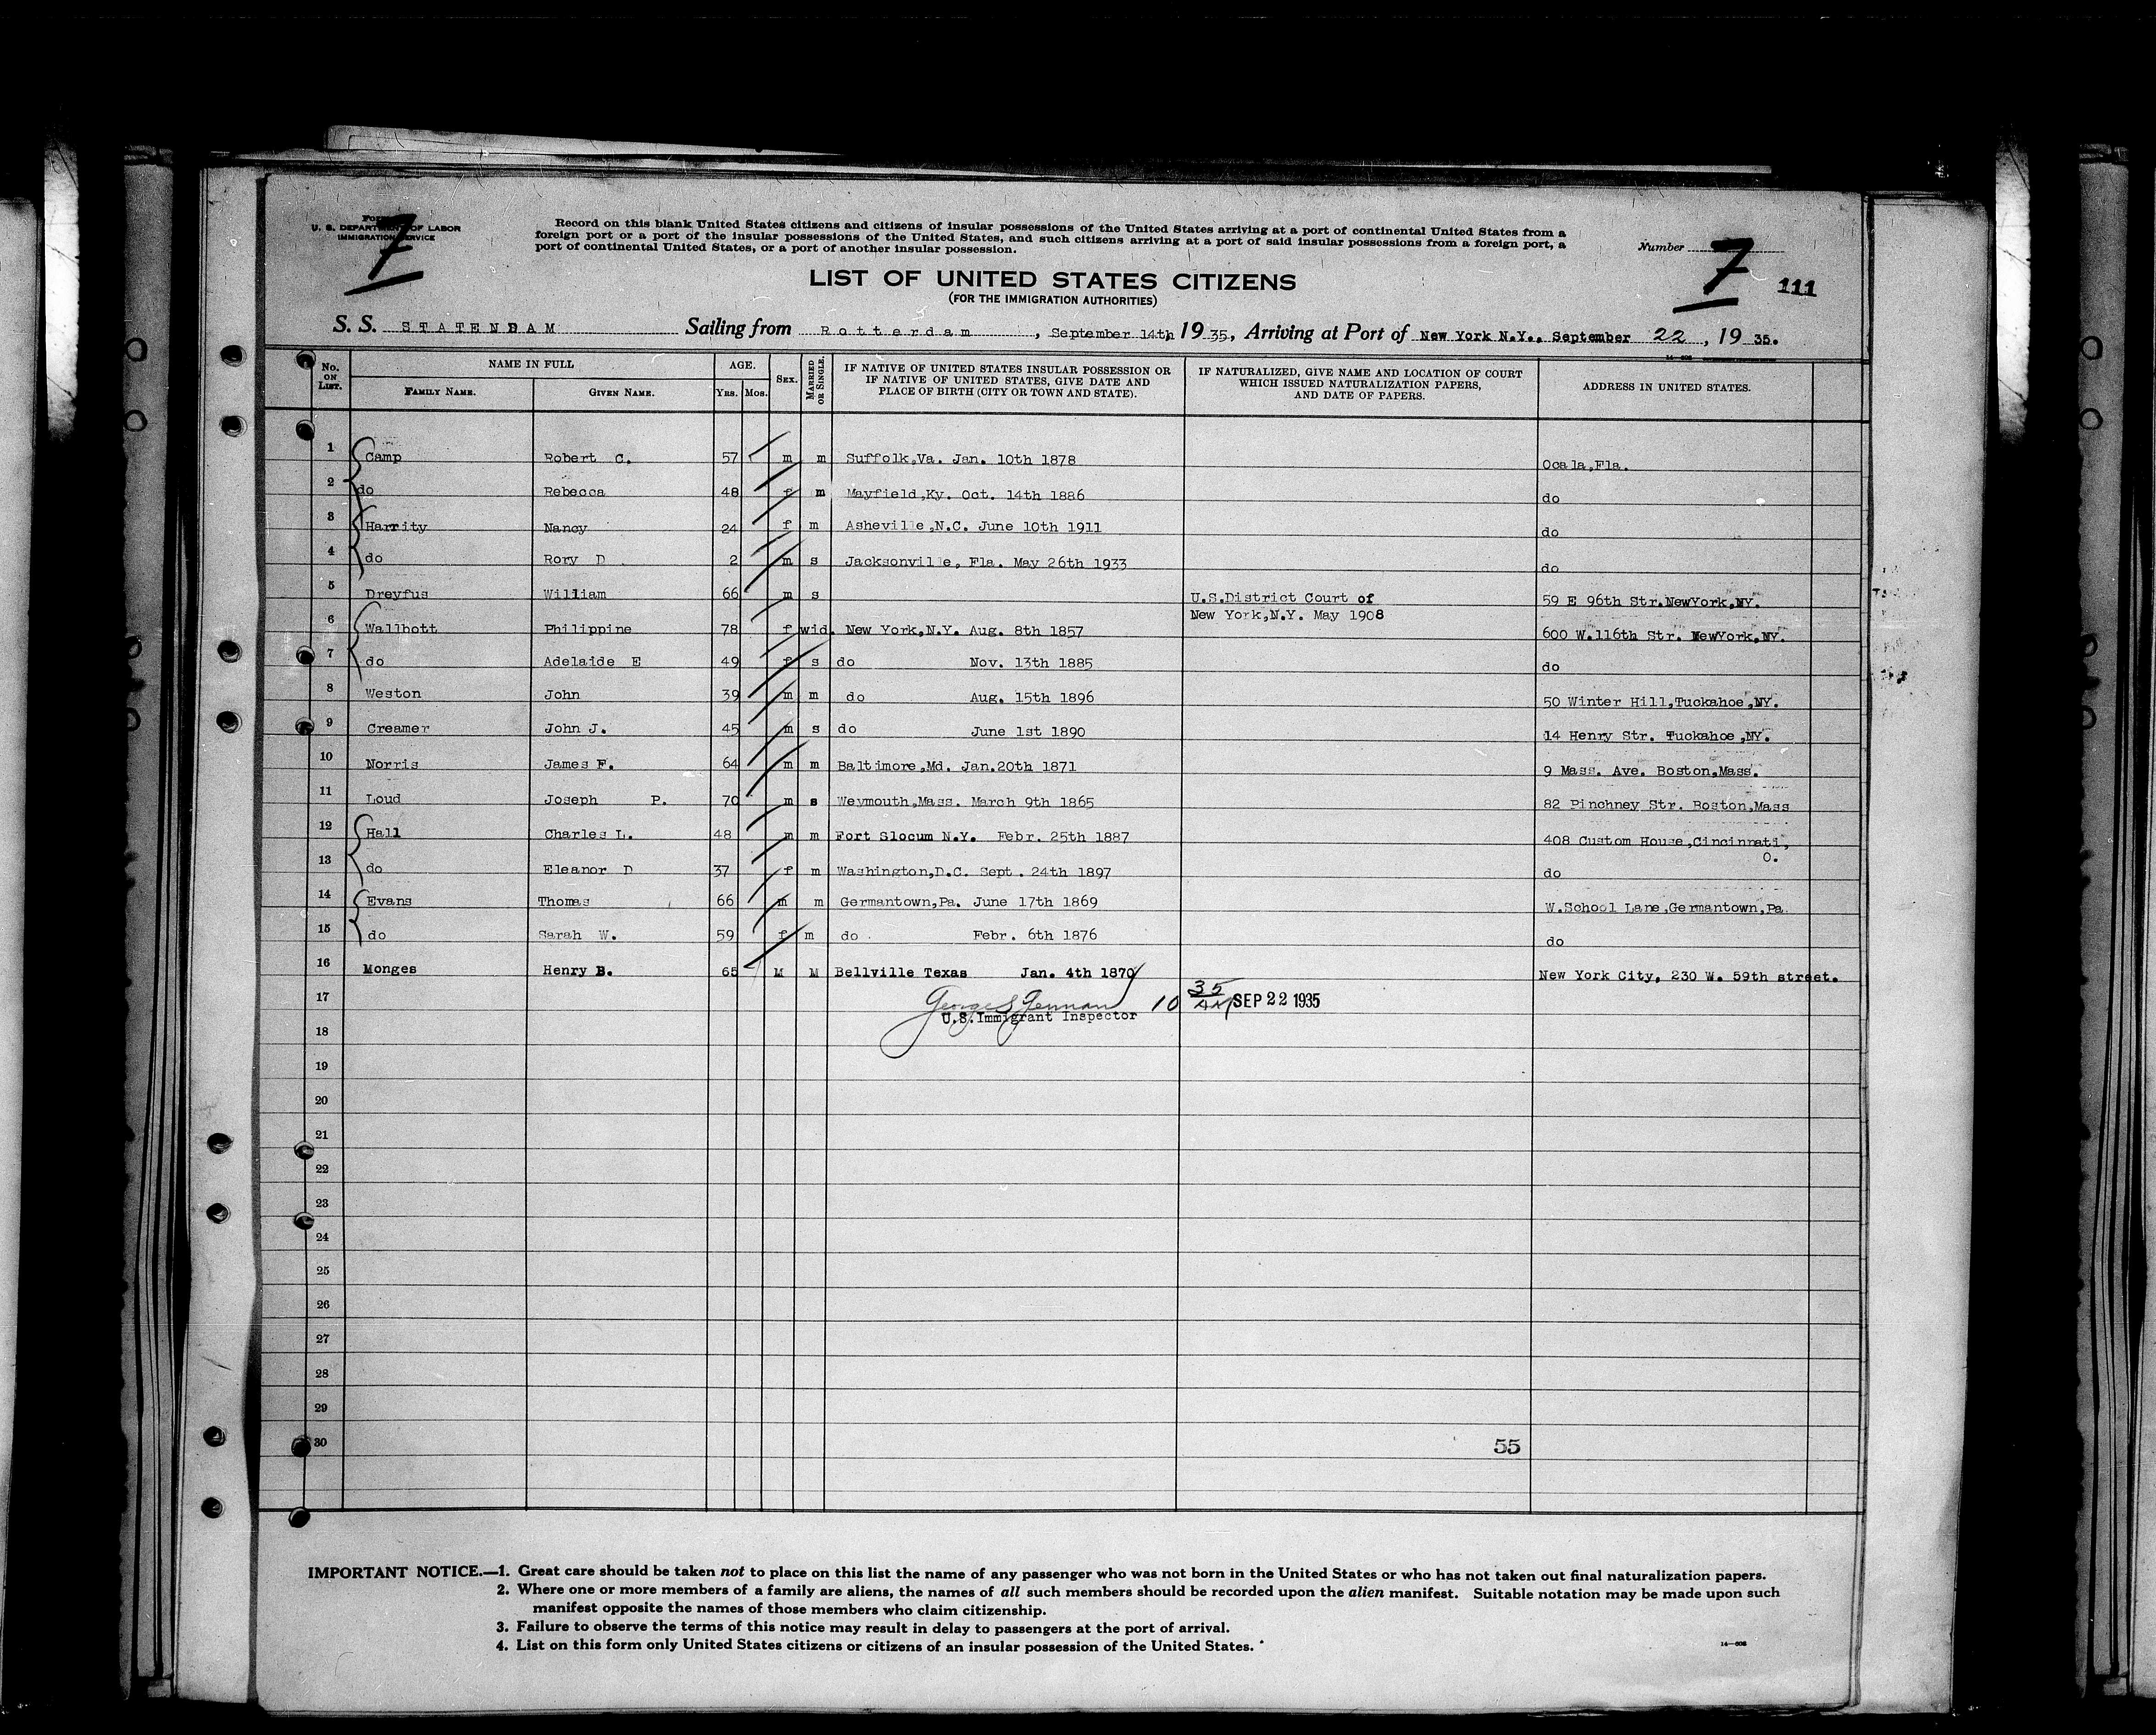 Form
U. S. DEPARTMENT OF LABOR
IMMIGRATION SERVICE
7
Record on this blank United States citizens and citizens of insular possessions of the United States arriving at a port of continental United States from a
foreign port or a port of the insular possessions of the United States, and such citizens arriving at a port of said insular possessions from a foreign port, a
port of continental United States, or a port of another insular possession.
Number 7 111
LIST OF UNITED STATES CITIZENS
(FOR THE IMMIGRATION AUTHORITIES)
S. S. STATENDAM Sailing from Rotterdam, September 14th, 19 35, Arriving at Port of New York N.Y., September 22, 19 35.
14—608
No. ON LIST. NAME IN FULL AGE. SEX. MARRIED OR SINGLE. IF NATIVE OF UNITED STATES INSULAR POSSESSION OR IF NATIVE OF UNITED STATES, GIVE DATE AND PLACE OF BIRTH (CITY OR TOWN AND STATE). IF NATURALIZED, GIVE NAME AND LOCATION OF COURT WHICH ISSUED NATURALIZATION PAPERS, AND DATE OF PAPERS. ADDRESS IN UNITED STATES.
FAMILY NAME. GIVEN NAME. YRS. MOS.
1 Camp Robert C. 57 m m Suffolk,Va. Jan. 10th 1878 Ocala,Fla.
2 do Rebecca 48 f m Mayfield,Ky. Oct. 14th 1886 do
3 Harrity Nancy 24 f m Asheville,N.C. June 10th 1911 do
4 do Rory D 2 m s Jacksonville, Fla. May 26th 1933 do
5 Dreyfus William 66 m s U.S.District Court of 59 E 96th Str.NewYork,NY.
New York,N.Y. May 1908
6 Wallbott Philippine 78 f wid. New York,N.Y. Aug. 8th 1857 600 W.116th Str. NewYork,NY.
7 do Adelaide E 49 f s do Nov. 13th 1885 do
8 Weston John 39 m m do Aug. 15th 1896 50 Winter Hill,Tuckahoe,NY.
9 Creamer John J. 45 m s do June 1st 1890 14 Henry Str. Tuckahoe,NY.
10 Norris James F. 64 m m Baltimore,Md. Jan.20th 1871 9 Mass. Ave. Boston,Mass.
11 Loud Joseph P. 70 m s Weymouth,Mass. March 9th 1865 82 Pinchney Str. Boston,Mass
12 Hall Charles L. 48 m m Fort Slocum N.Y. Febr. 25th 1887 408 Custom House,Cincinnati,
O.
13 do Eleanor D 37 f m Washington,D.C. Sept. 24th 1897 do
14 Evans Thomas 66 m m Germantown,Pa. June 17th 1869 W.School Lane,Germantown,Pa.
15 do Sarah W. 59 f m do Febr. 6th 1876 do
16 Monges Henry B. 65 M M Bellville Texas Jan. 4th 1870 New York City, 230 W. 59th street.
17 10 35 AM SEP 22 1935
U.S.Immigrant Inspector
18
19
20
21
22
23
24
25
26
27
28
29
30 55
IMPORTANT NOTICE.—1. Great care should be taken not to place on this list the name of any passenger who was not born in the United States or who has not taken out final naturalization papers.
2. Where one or more members of a family are aliens, the names of all such members should be recorded upon the alien manifest. Suitable notation may be made upon such
manifest opposite the names of those members who claim citizenship.
3. Failure to observe the terms of this notice may result in delay to passengers at the port of arrival.
4. List on this form only United States citizens or citizens of an insular possession of the United States.
14—608